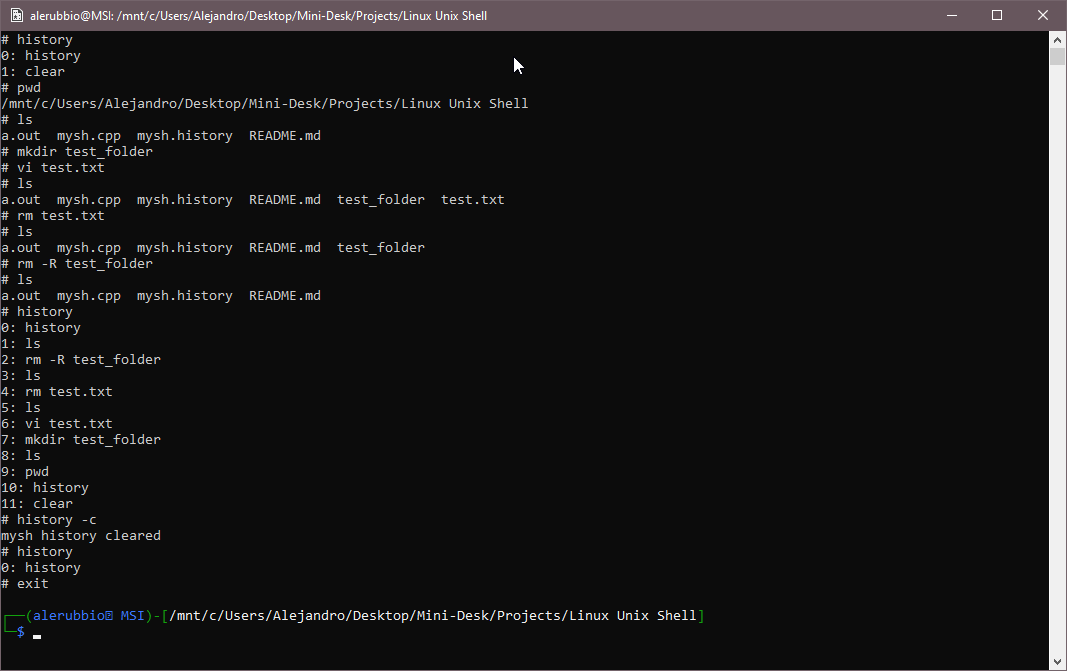 alerubbio@MSI: /mnt/c/Users/Alejandro/Desktop/Mini-Desk/Projects/Linux Unix Shell
# history
0: history
1: clear
# pwd
/mnt/c/Users/Alejandro/Desktop/Mini-Desk/Projects/Linux Unix Shell
# ls
a.out  mysh.cpp  mysh.history  README.md
# mkdir test_folder
# vi test.txt
# ls
a.out  mysh.cpp  mysh.history  README.md  test_folder  test.txt
# rm test.txt
# ls
a.out  mysh.cpp  mysh.history  README.md  test_folder
# rm -R test_folder
# ls
a.out  mysh.cpp  mysh.history  README.md
# history
0: history
1: ls
2: rm -R test_folder
3: ls
4: rm test.txt
5: ls
6: vi test.txt
7: mkdir test_folder
8: ls
9: pwd
10: history
11: clear
# history -c
mysh history cleared
# history
0: history
# exit
┌──(alerubbio⍰ MSI)-[/mnt/c/Users/Alejandro/Desktop/Mini-Desk/Projects/Linux Unix Shell]
└─$